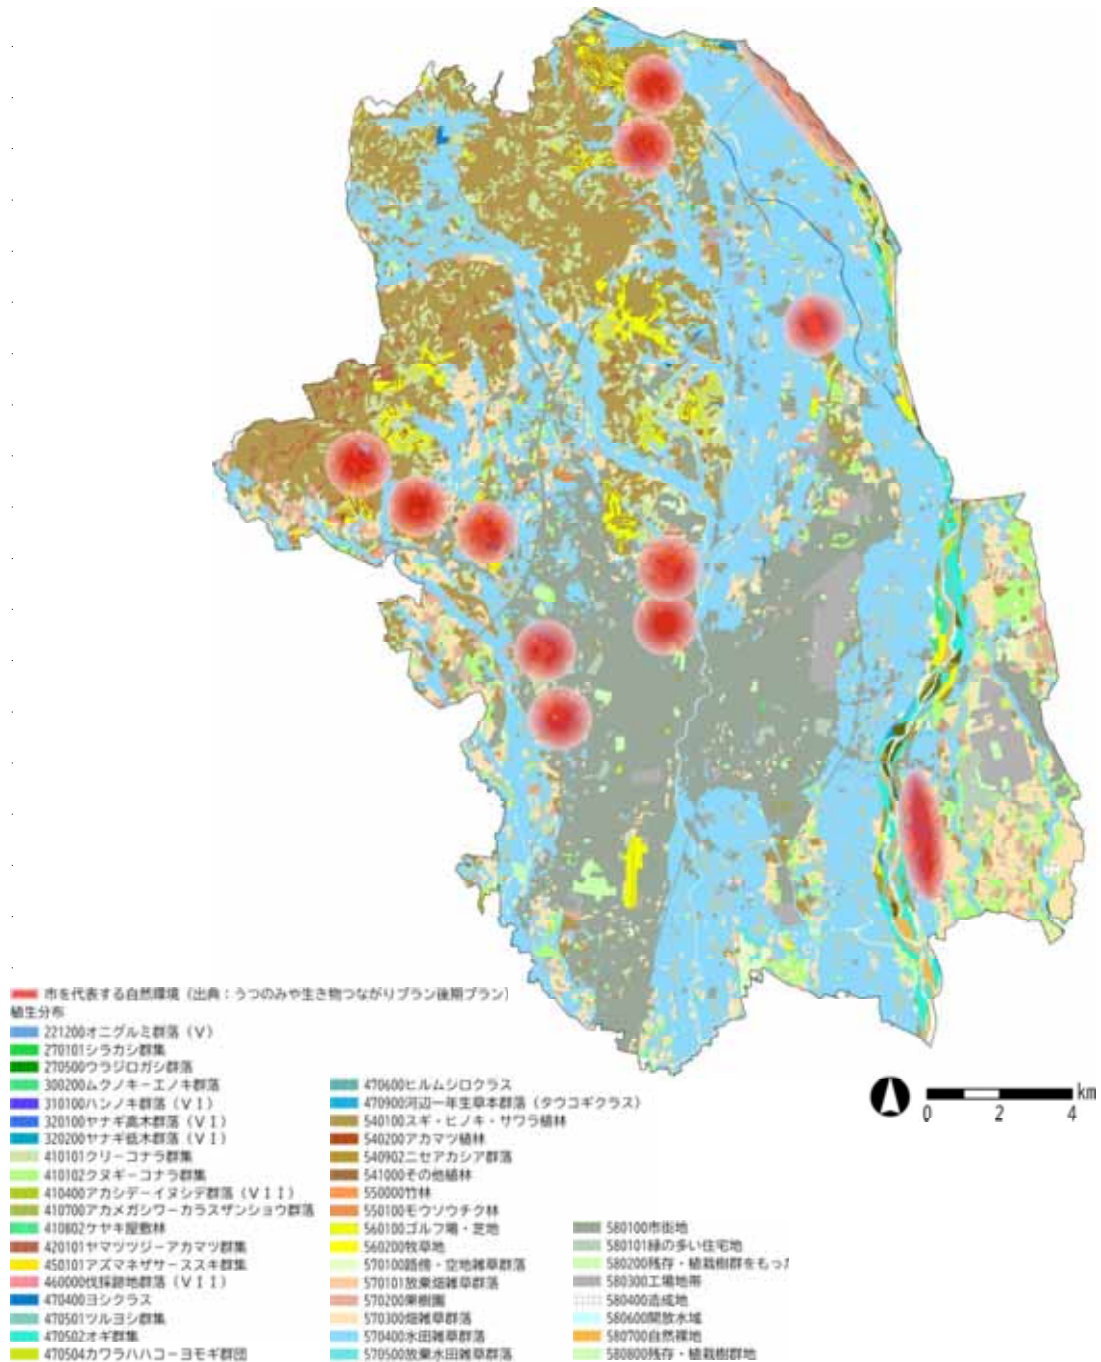 市を代表する自然環境（出典：うつのみや生き物つながりプラン後期プラン）
植生分布
221200オニグルミ群落（Ｖ）
270101シラカシ群集
270500ウラジロガシ群落
300200ムクノキーエノキ群落
310100ハンノキ群落（ＶＩ）
320100ヤナギ高木群落（ＶＩ）
320200ヤナギ低木群落（ＶＩ）
410101クリーコナラ群集
410102クヌギーコナラ群集
410400アカシデーイヌシデ群落（ＶＩＩ）
410700アカメガシワーカラスザンショウ群落
410802ケヤキ屋敷林
420101ヤマツツジーアカマツ群集
450101アズマネザサーススキ群集
460000伐採跡地群落（ＶＩＩ）
470400ヨシクラス
470501ツルヨシ群集
470502オギ群集
470504カワラハハコーヨモギ群団
470600ヒルムシロクラス
470900河辺一年生草本群落（タウコギクラス）
540100スギ・ヒノキ・サワラ植林
540200アカマツ植林
540902ニセアカシア群落
541000その他植林
550000竹林
550100モウソウチク林
560100ゴルフ場・芝地
560200牧草地
570100路傍・空地雑草群落
570101放棄畑雑草群落
570200果樹園
570300畑雑草群落
570400水田雑草群落
570500放棄水田雑草群落
580100市街地
580101緑の多い住宅地
580200残存・植栽樹群をもった
580300工場地帯
580400造成地
580600開放水域
580700自然裸地
580800残存・植栽樹群地
km
0 2 4